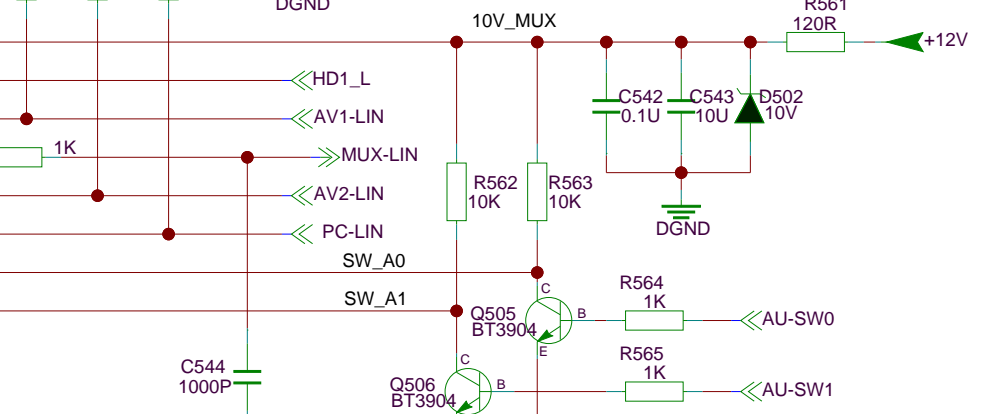 DGND
R561
10V_MUX
120R
+12V
HD1_L
C542
C543
D502
0.1U
10U
10V
AV1-LIN
1K
MUX-LIN
R562
R563
10K
10K
AV2-LIN
PC-LIN
DGND
SW_A0
R564
C
SW_A1
1K
Q505
B
AU-SW0
BT3904
E
R565
C544
C
1K
1000P
Q506
B
AU-SW1
BT3904